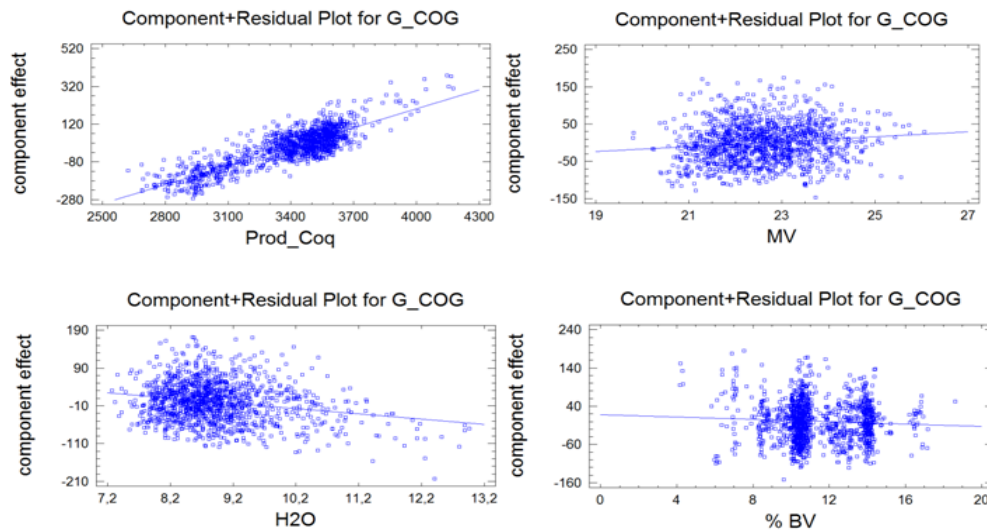 Component+Residual Plot for G_COG
component effect
520
320
120
-80
-280
2500 2800 3100 3400 3700 4000 4300
Prod_Coq
Component+Residual Plot for G_COG
component effect
250
150
50
-50
-150
19 21 23 25 27
MV
Component+Residual Plot for G_COG
component effect
190
90
-10
-110
-210
7,2 8,2 9,2 10,2 11,2 12,2 13,2
H2O
Component+Residual Plot for G_COG
component effect
240
140
40
-60
-160
0 4 8 12 16 20
% BV